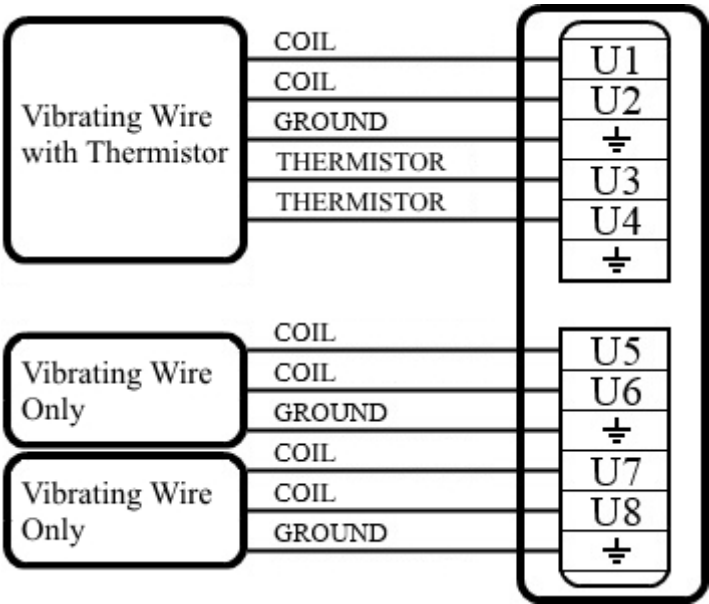 Vibrating Wire
with Thermistor
COIL
COIL
GROUND
THERMISTOR
THERMISTOR
U1
U2
U3
U4
Vibrating Wire
Only
COIL
COIL
GROUND
U5
U6
Vibrating Wire
Only
COIL
COIL
GROUND
U7
U8